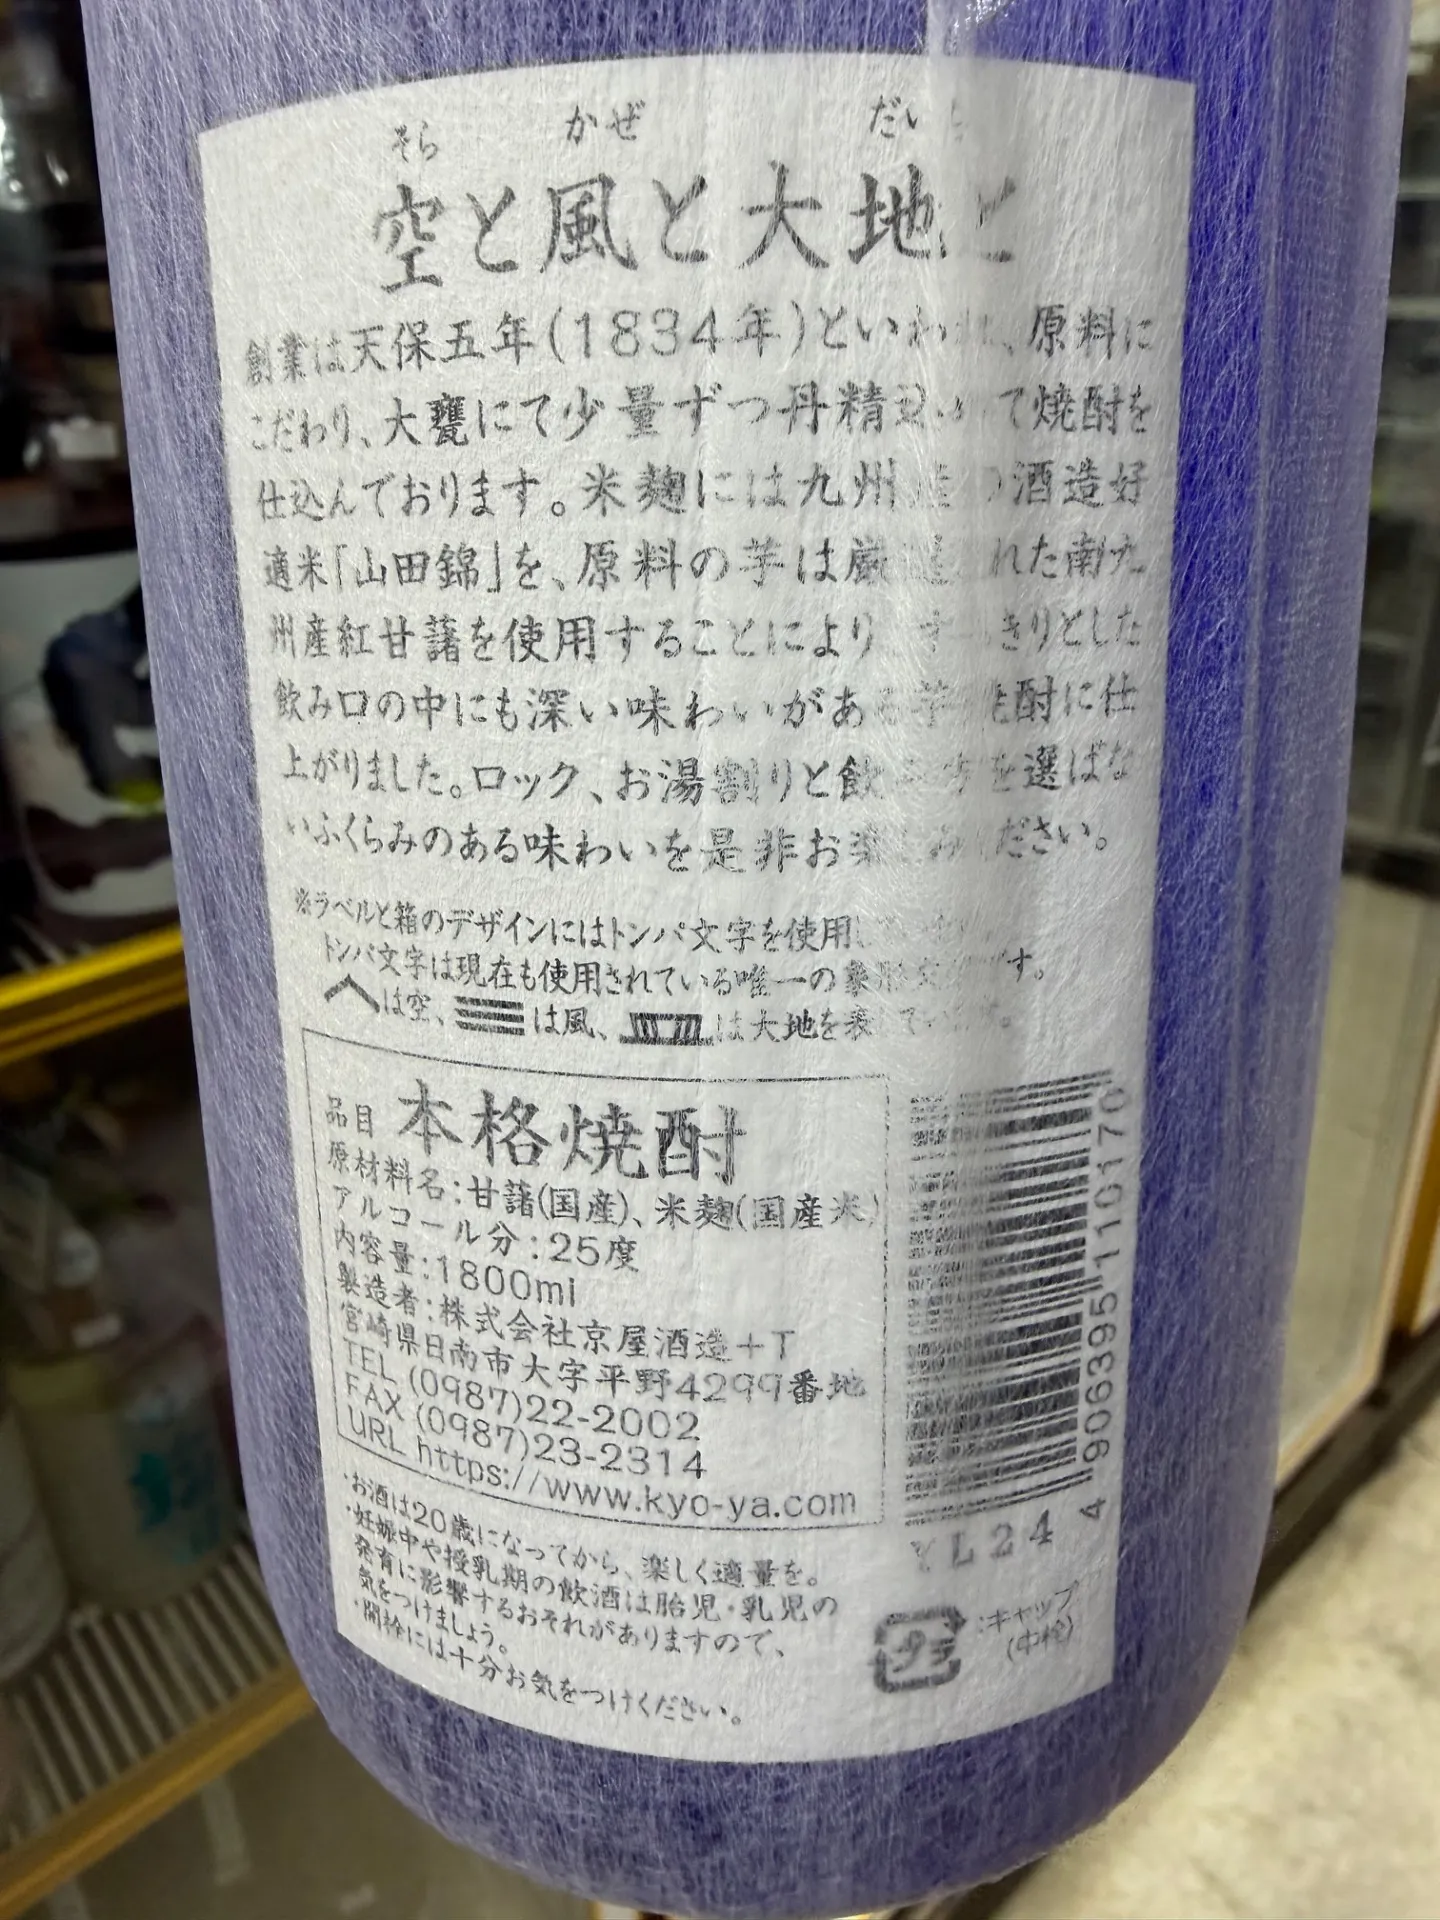 そら かぜ だい
空と風と大地と
創業は天保五年(1834年)といわれ、原料に
こだわり、大甕にて少量ずつ丹精込めて焼酎を
仕込んでおります。米麹には九州産の酒造好
適米「山田錦」を、原料の芋は厳選された南九
州産紅甘藷を使用することにより すっきりとした
飲み口の中にも深い味わいがある芋焼酎に仕
上がりました。ロック、お湯割りと飲み方を選ばな
いふくらみのある味わいを是非お楽しみください。
※ラベルと箱のデザインにはトンパ文字を使用し
トンパ文字は現在も使用されている唯一の象形文字です。
は空、は風、は大地を表しています。
品目 本格焼酎
原材料名:甘藷(国産)、米麹(国産米)
アルコール分:25度
内容量:1800ml
製造者:株式会社京屋酒造+T
宮崎県日南市大字平野4299番地
TEL (0987)22-2002
FAX (0987)23-2314
URL https://www.kyo-ya.com
4 906395 110170
YL24
・お酒は20歳になってから、楽しく適量を。
・妊娠中や授乳期の飲酒は胎児・乳児の
発育に影響するおそれがありますので、
気をつけましょう。
・開栓には十分お気をつけください。
プラ :キャップ
(中栓)